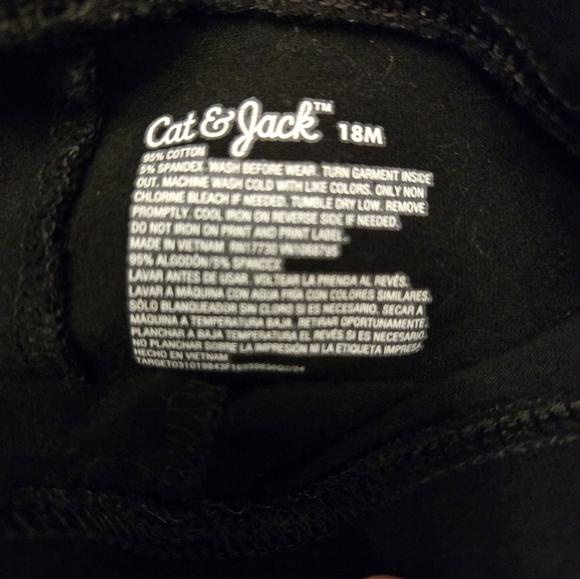 Cat & Jack™ 18M
95% COTTON
5% SPANDEX. WASH BEFORE WEAR. TURN GARMENT INSIDE
OUT. MACHINE WASH COLD WITH LIKE COLORS. ONLY NON
CHLORINE BLEACH IF NEEDED. TUMBLE DRY LOW. REMOVE
PROMPTLY. COOL IRON ON REVERSE SIDE IF NEEDED.
DO NOT IRON ON PRINT AND PRINT LABEL.
MADE IN VIETNAM
95% ALGODÓN/5% SPANDEX
LAVAR ANTES DE USAR. VOLTEAR LA PRENDA AL REVÉS.
LAVAR A MÁQUINA CON AGUA FRÍA CON COLORES SIMILARES.
SÓLO BLANQUEADOR SIN CLORO SI ES NECESARIO. SECAR A
MÁQUINA A TEMPERATURA BAJA. RETIRAR OPORTUNAMENTE.
PLANCHAR A BAJA TEMPERATURA EL REVÉS SI ES NECESARIO.
NO PLANCHAR SOBRE LA IMPRESIÓN NI LA ETIQUETA IMPRESA.
HECHO EN VIETNAM